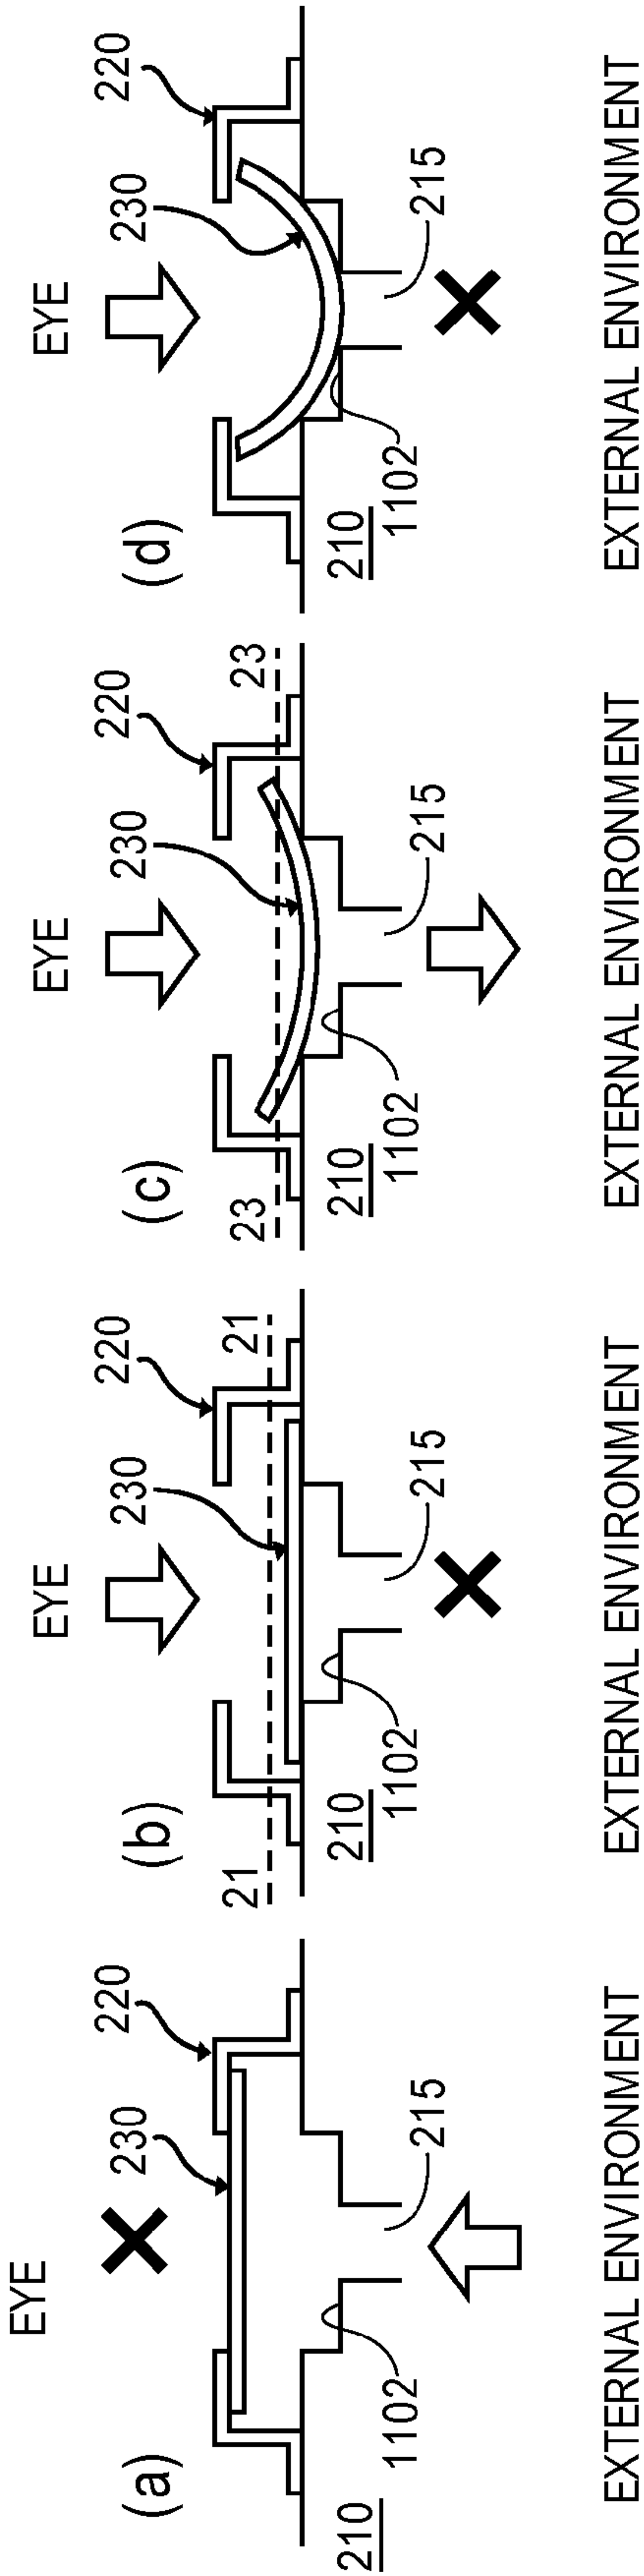 (a)
EYE
220
230
215
1102
210
EXTERNAL ENVIRONMENT
(b)
EYE
220
230
21
21
215
1102
210
EXTERNAL ENVIRONMENT
(c)
EYE
220
230
23
23
215
1102
210
EXTERNAL ENVIRONMENT
(d)
EYE
220
230
215
1102
210
EXTERNAL ENVIRONMENT